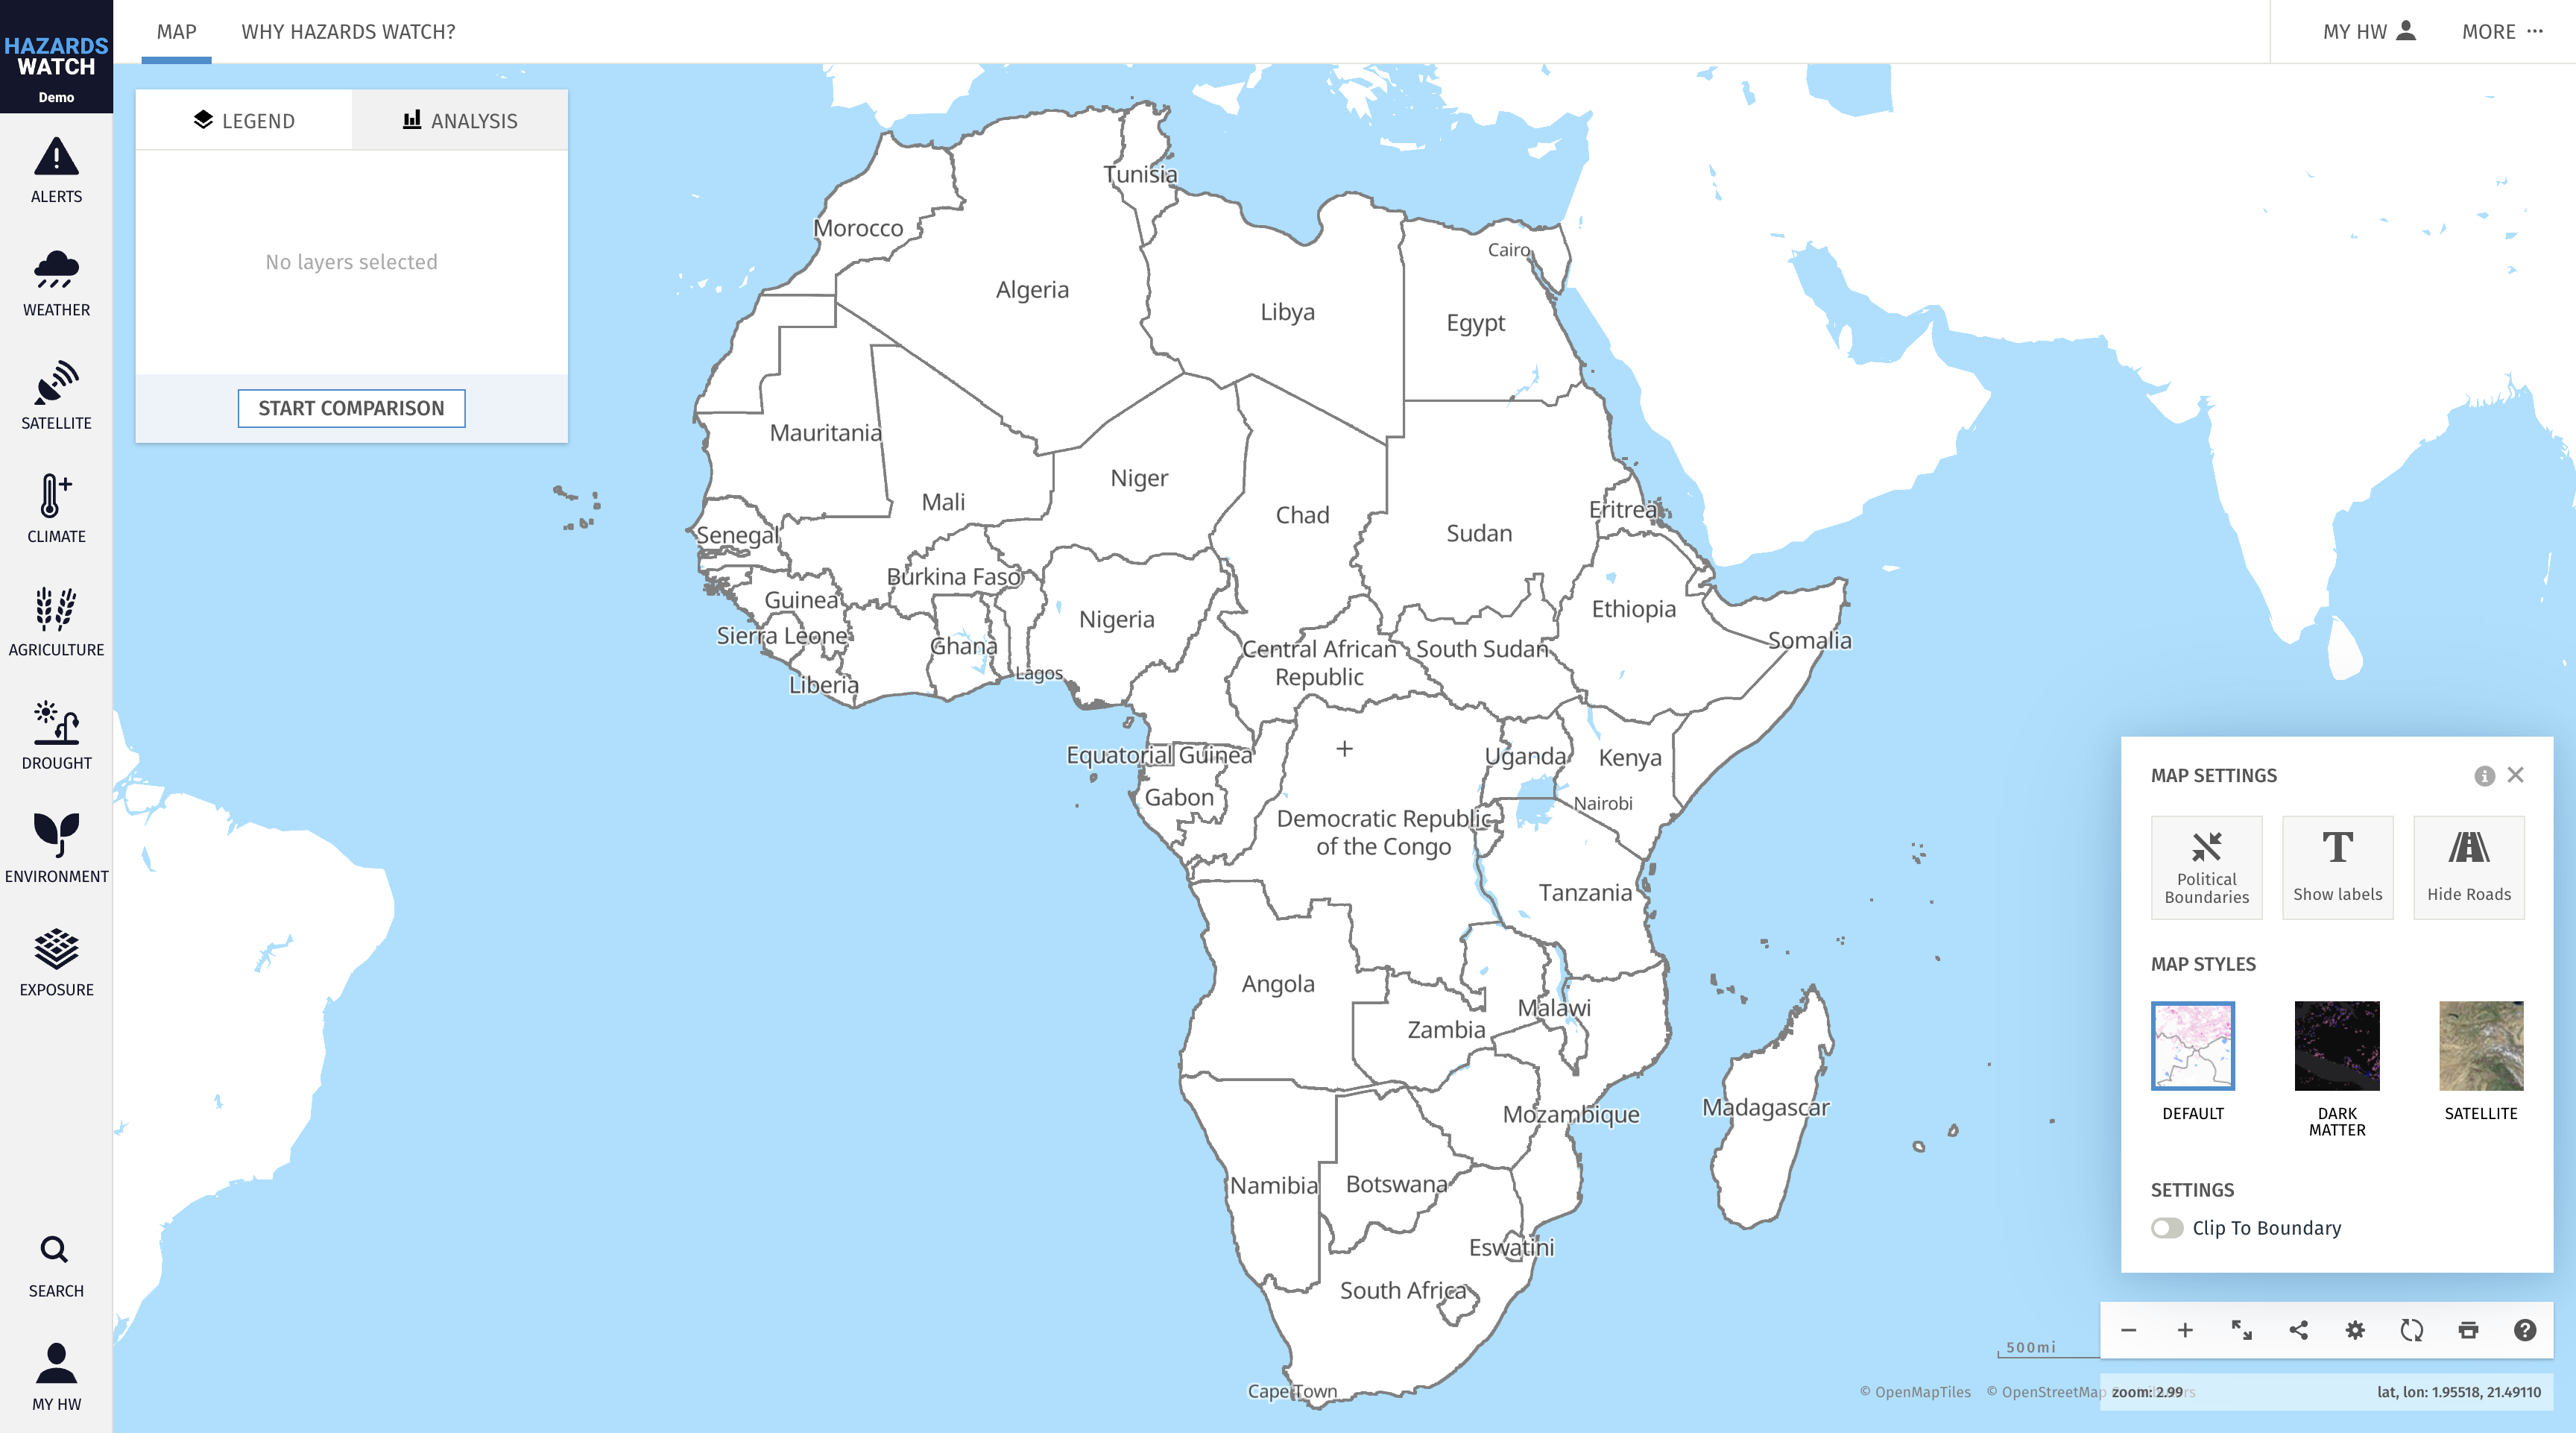 HAZARDS
WATCH
Demo
MAP
WHY HAZARDS WATCH?
MY HW
MORE
ALERTS
WEATHER
SATELLITE
CLIMATE
AGRICULTURE
DROUGHT
ENVIRONMENT
EXPOSURE
SEARCH
MY HW
LEGEND
ANALYSIS
No layers selected
START COMPARISON
Tunisia
Morocco
Cairo
Algeria
Libya
Egypt
Mauritania
Niger
Mali
Chad
Eritrea
Senegal
Sudan
Burkina Faso
Guinea
Ethiopia
Nigeria
Sierra Leone
Ghana
Somalia
Central African
Republic
South Sudan
Lagos
Liberia
Equatorial Guinea
Uganda
Kenya
Gabon
Nairobi
Democratic Republic
of the Congo
Tanzania
Angola
Malawi
Zambia
Madagascar
Mozambique
Namibia
Botswana
Eswatini
South Africa
Cape Town
MAP SETTINGS
Political
Boundaries
Show labels
Hide Roads
MAP STYLES
DEFAULT
DARK
MATTER
SATELLITE
SETTINGS
Clip To Boundary
500mi
© OpenMapTiles © OpenStreetMap
zoom: 2.99
lat, lon: 1.95518, 21.49110